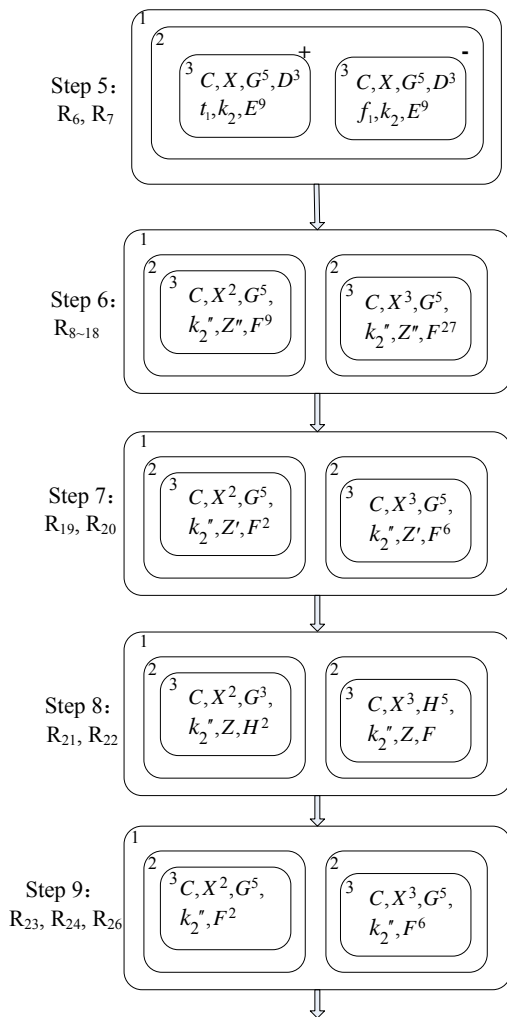 1
2
+
-
3 C, X, G⁵, D³
t₁, k₂, E⁹
3 C, X, G⁵, D³
f₁, k₂, E⁹
Step 5:
R₆, R₇
1
2
3 C, X², G⁵,
k₂″, Z″, F⁹
2
3 C, X³, G⁵,
k₂″, Z″, F²⁷
Step 6:
R₈~₁₈
1
2
3 C, X², G⁵,
k₂″, Z′, F²
2
3 C, X³, G⁵,
k₂″, Z′, F⁶
Step 7:
R₁₉, R₂₀
1
2
3 C, X², G³,
k₂″, Z, H²
2
3 C, X³, H⁵,
k₂″, Z, F
Step 8:
R₂₁, R₂₂
1
2
3 C, X², G⁵,
k₂″, F²
2
3 C, X³, G⁵,
k₂″, F⁶
Step 9:
R₂₃, R₂₄, R₂₆